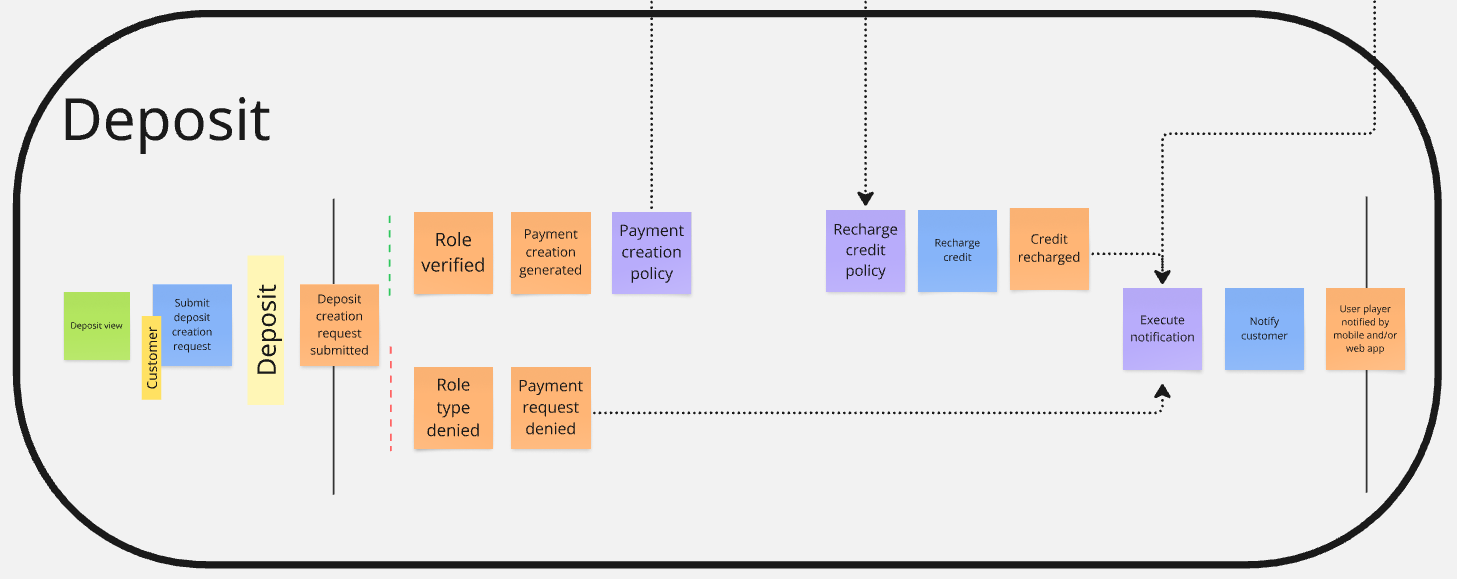 Deposit
Deposit view
Submit
deposit
creation
request
Customer
Deposit
Deposit
creation
request
submitted
Role
verified
Payment
creation
generated
Payment
creation
policy
Role
type
denied
Payment
request
denied
Recharge
credit
policy
Recharge
credit
Credit
recharged
Execute
notification
Notify
customer
User player
notified by
mobile and/or
web app